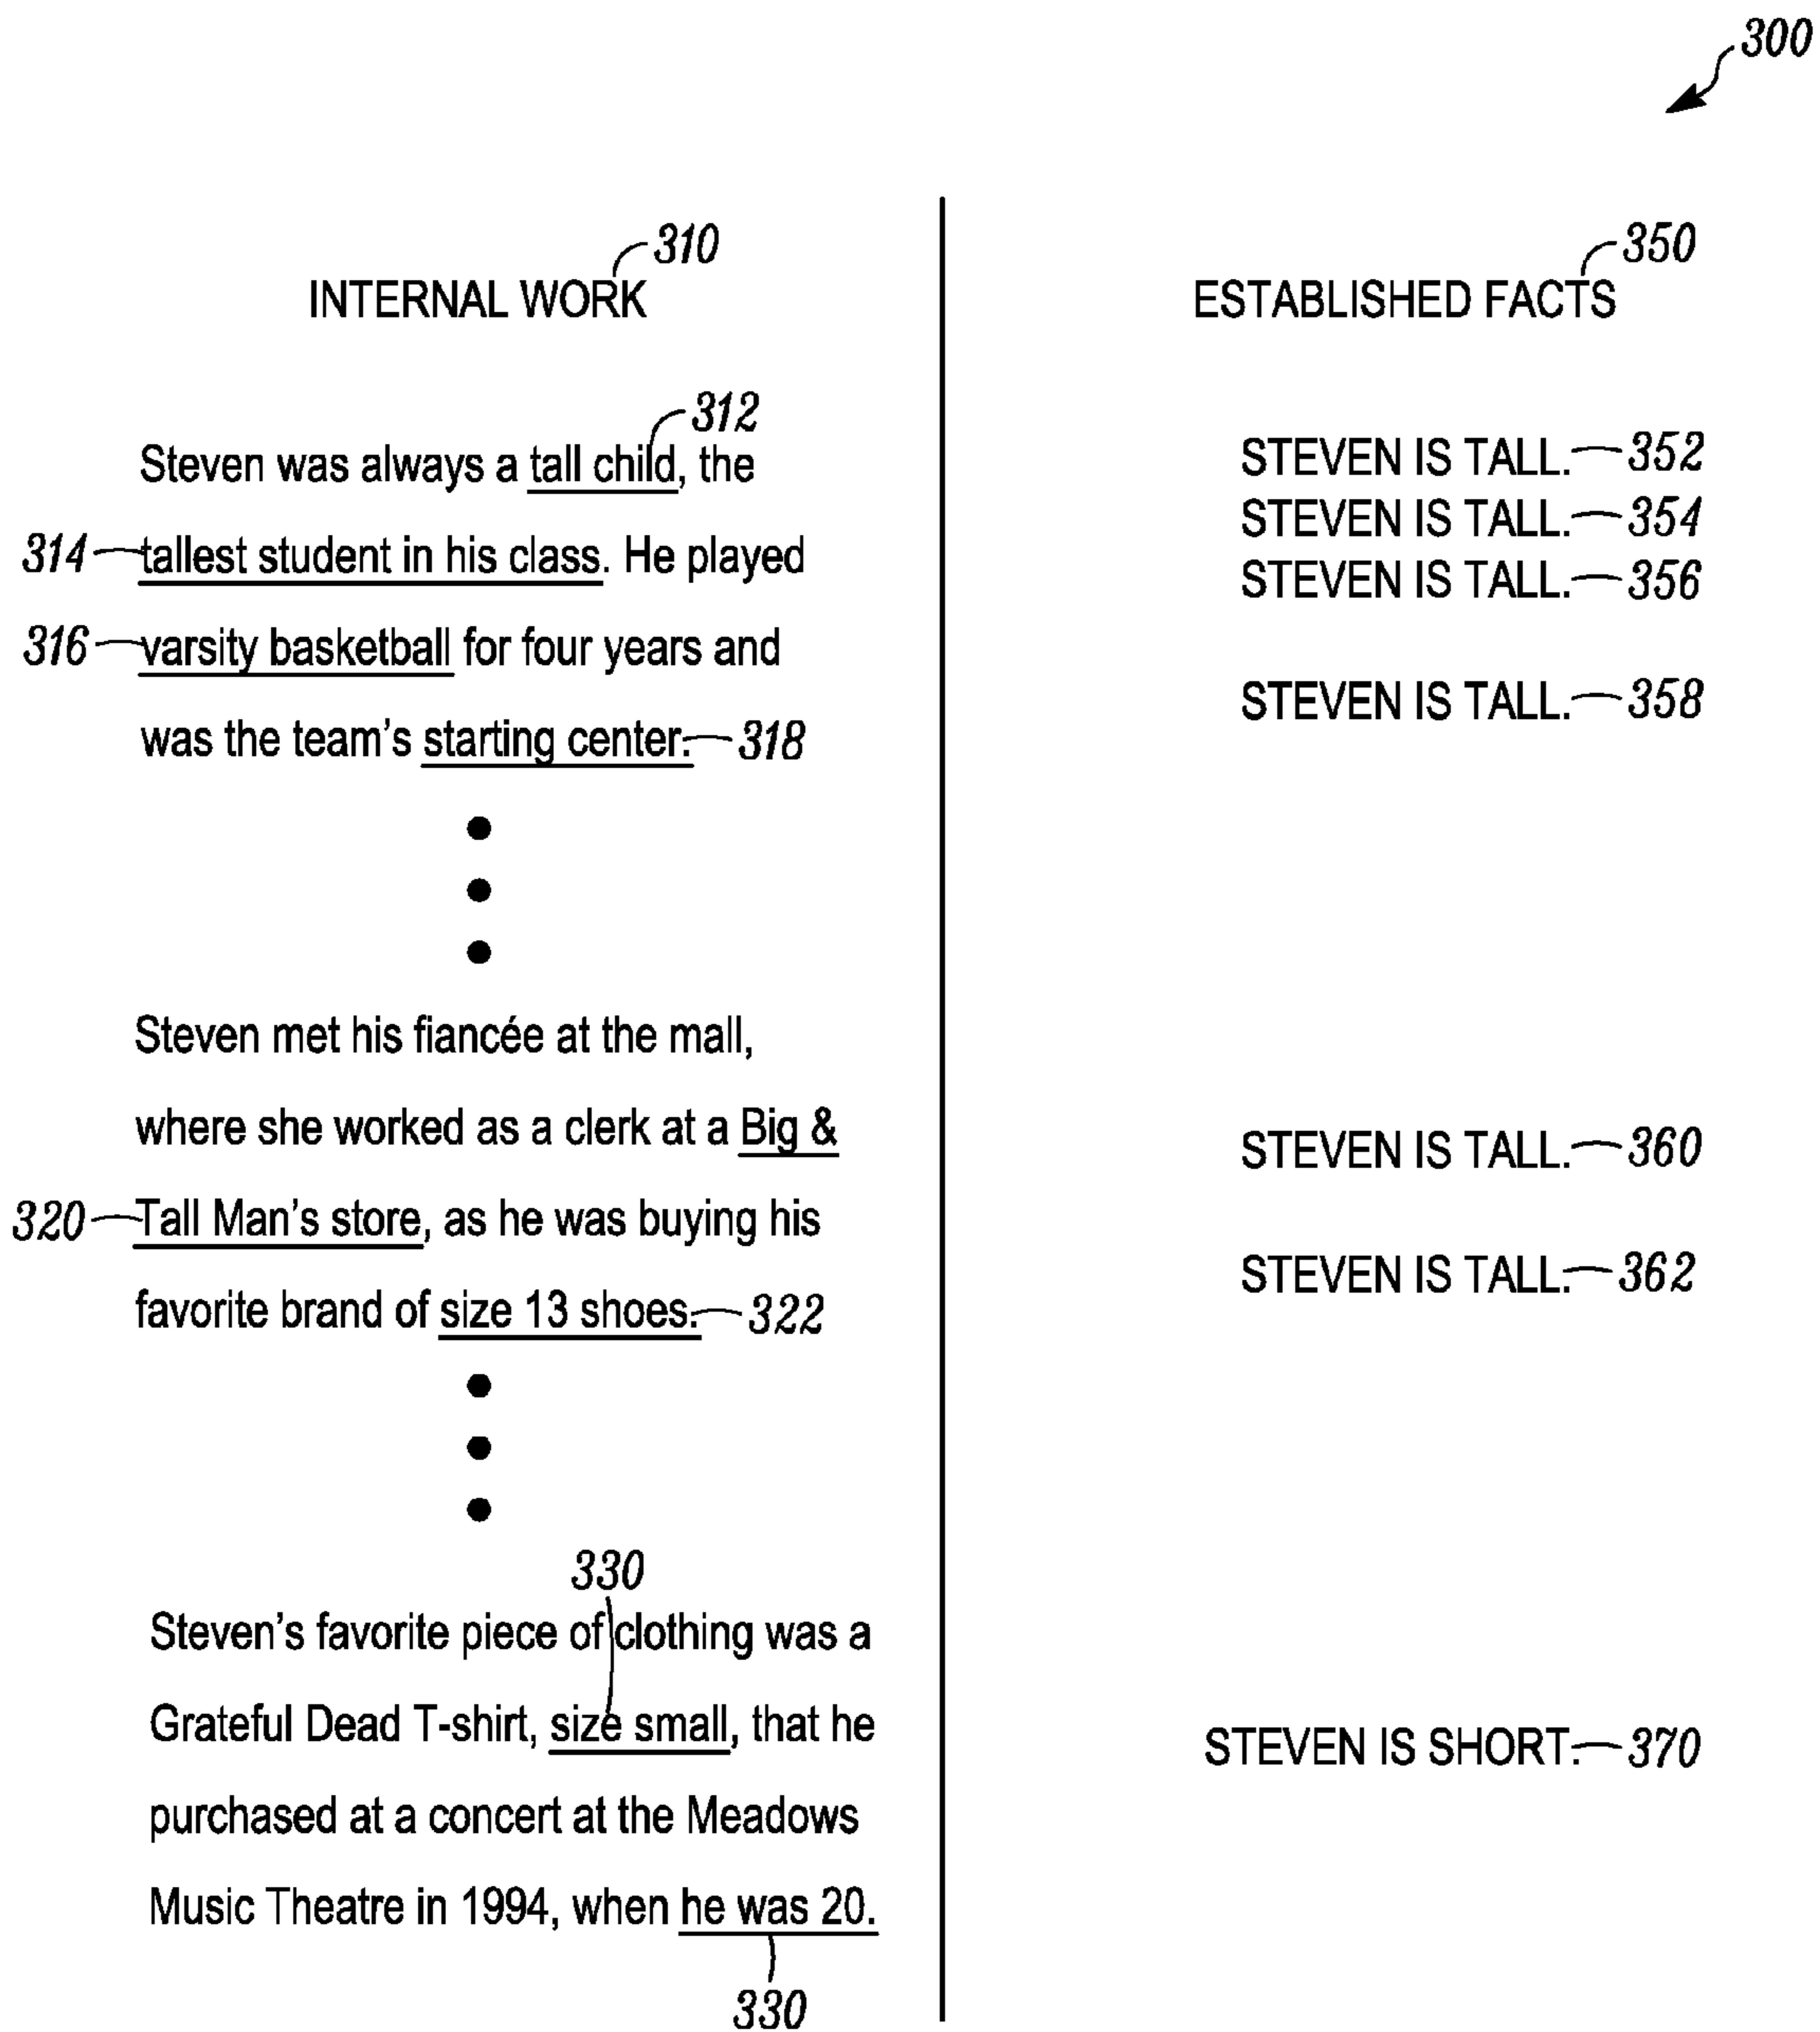 300
310
INTERNAL WORK
312
Steven was always a tall child, the
314 tallest student in his class. He played
316 varsity basketball for four years and
was the team's starting center. 318
Steven met his fiancée at the mall,
where she worked as a clerk at a Big &
320 Tall Man's store, as he was buying his
favorite brand of size 13 shoes. 322
330
Steven's favorite piece of clothing was a
Grateful Dead T-shirt, size small, that he
purchased at a concert at the Meadows
Music Theatre in 1994, when he was 20.
330
350
ESTABLISHED FACTS
STEVEN IS TALL. 352
STEVEN IS TALL. 354
STEVEN IS TALL. 356
STEVEN IS TALL. 358
STEVEN IS TALL. 360
STEVEN IS TALL. 362
STEVEN IS SHORT. 370